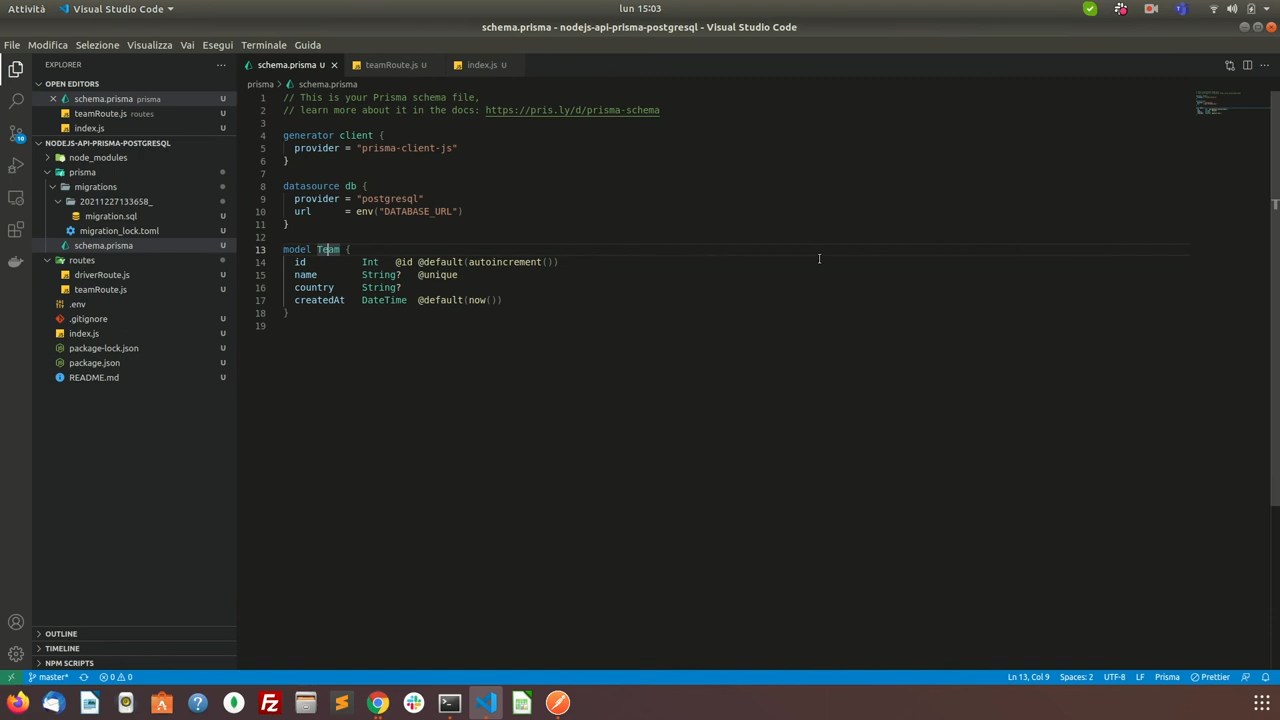 Attività
Visual Studio Code
lun 15:03
schema.prisma - nodejs-api-prisma-postgresql - Visual Studio Code
File Modifica Selezione Visualizza Vai Esegui Terminale Guida
EXPLORER
OPEN EDITORS
schema.prisma prisma U
teamRoute.js routes U
index.js U
NODEJS-API-PRISMA-POSTGRESQL
node_modules
prisma
migrations
20211227133658_
migration.sql U
migration_lock.toml U
schema.prisma U
routes
driverRoute.js U
teamRoute.js U
.env
.gitignore U
index.js U
package-lock.json U
package.json U
README.md U
OUTLINE
TIMELINE
NPM SCRIPTS
10
schema.prisma U
teamRoute.js U
index.js U
prisma schema.prisma
1 // This is your Prisma schema file,
2 // learn more about it in the docs: https://pris.ly/d/prisma-schema
3
4 generator client {
5 provider = "prisma-client-js"
6 }
7
8 datasource db {
9 provider = "postgresql"
10 url = env("DATABASE_URL")
11 }
12
13 model Team {
14 id Int @id @default(autoincrement())
15 name String? @unique
16 country String?
17 createdAt DateTime @default(now())
18 }
19
master* 0 0
Ln 13, Col 9 Spaces: 2 UTF-8 LF Prisma Prettier